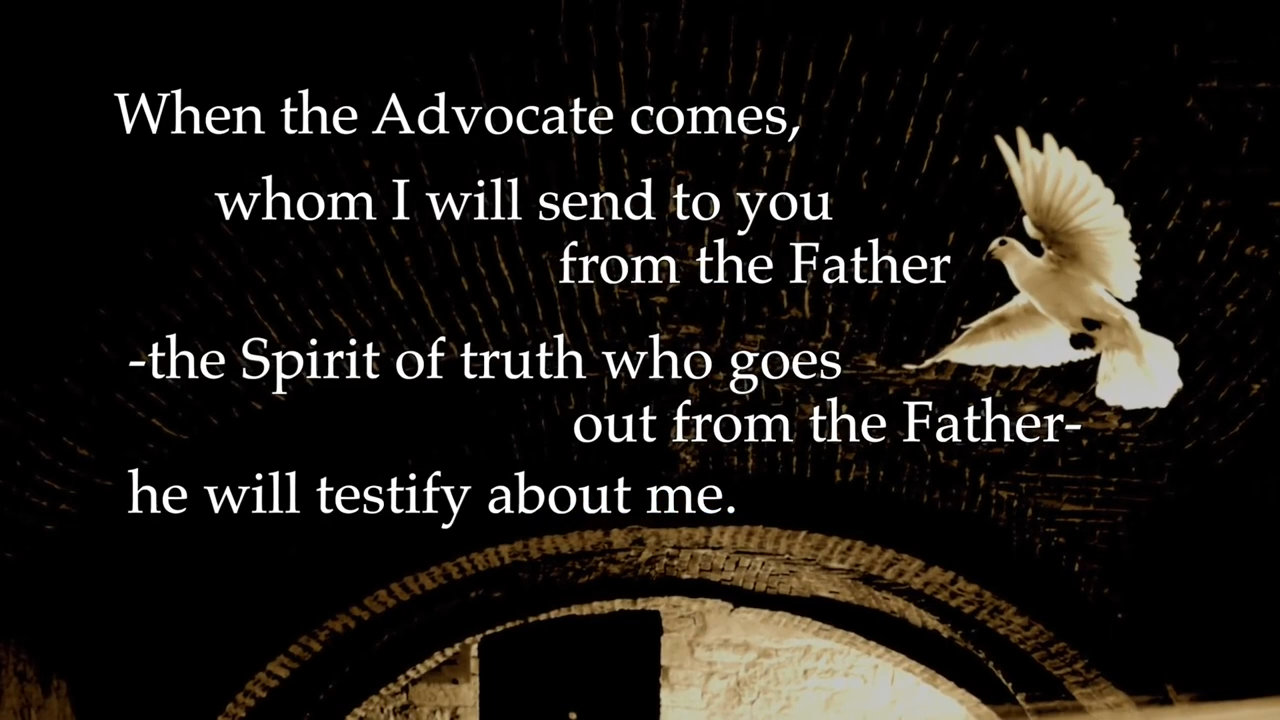 When the Advocate comes,
whom I will send to you
from the Father
-the Spirit of truth who goes
out from the Father-
he will testify about me.